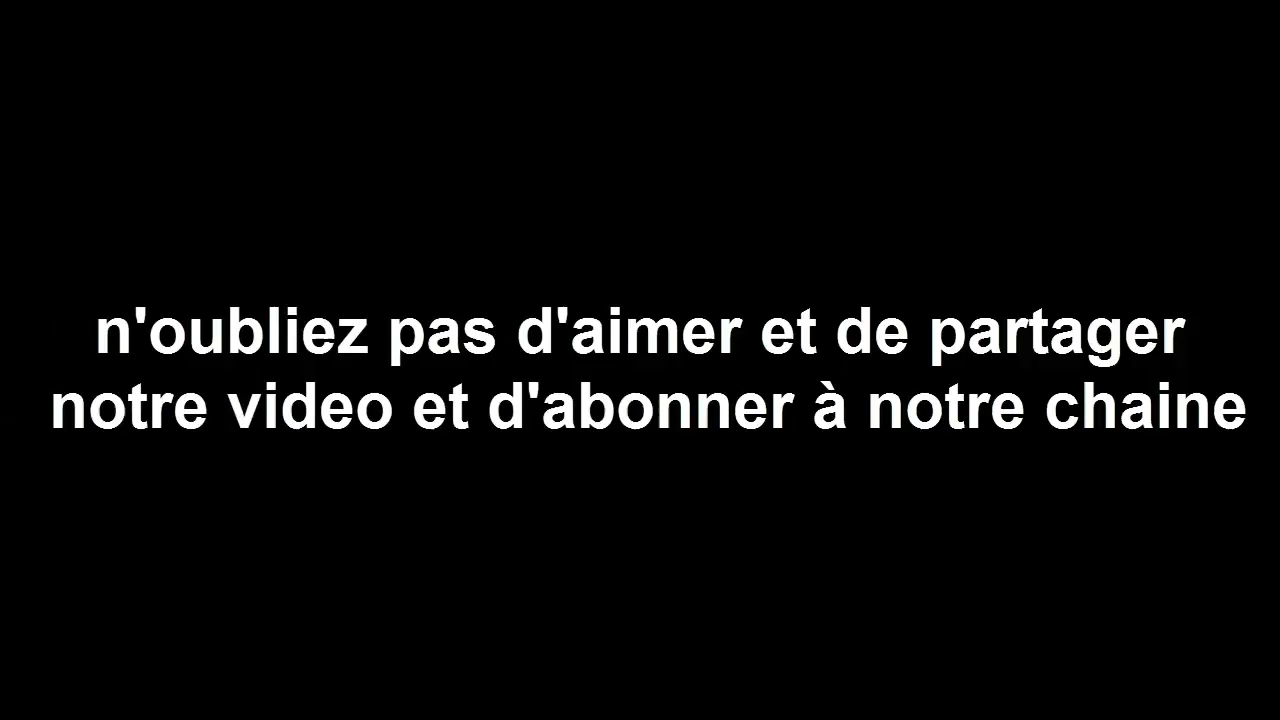 n'oubliez pas d'aimer et de partager
notre video et d'abonner à notre chaine